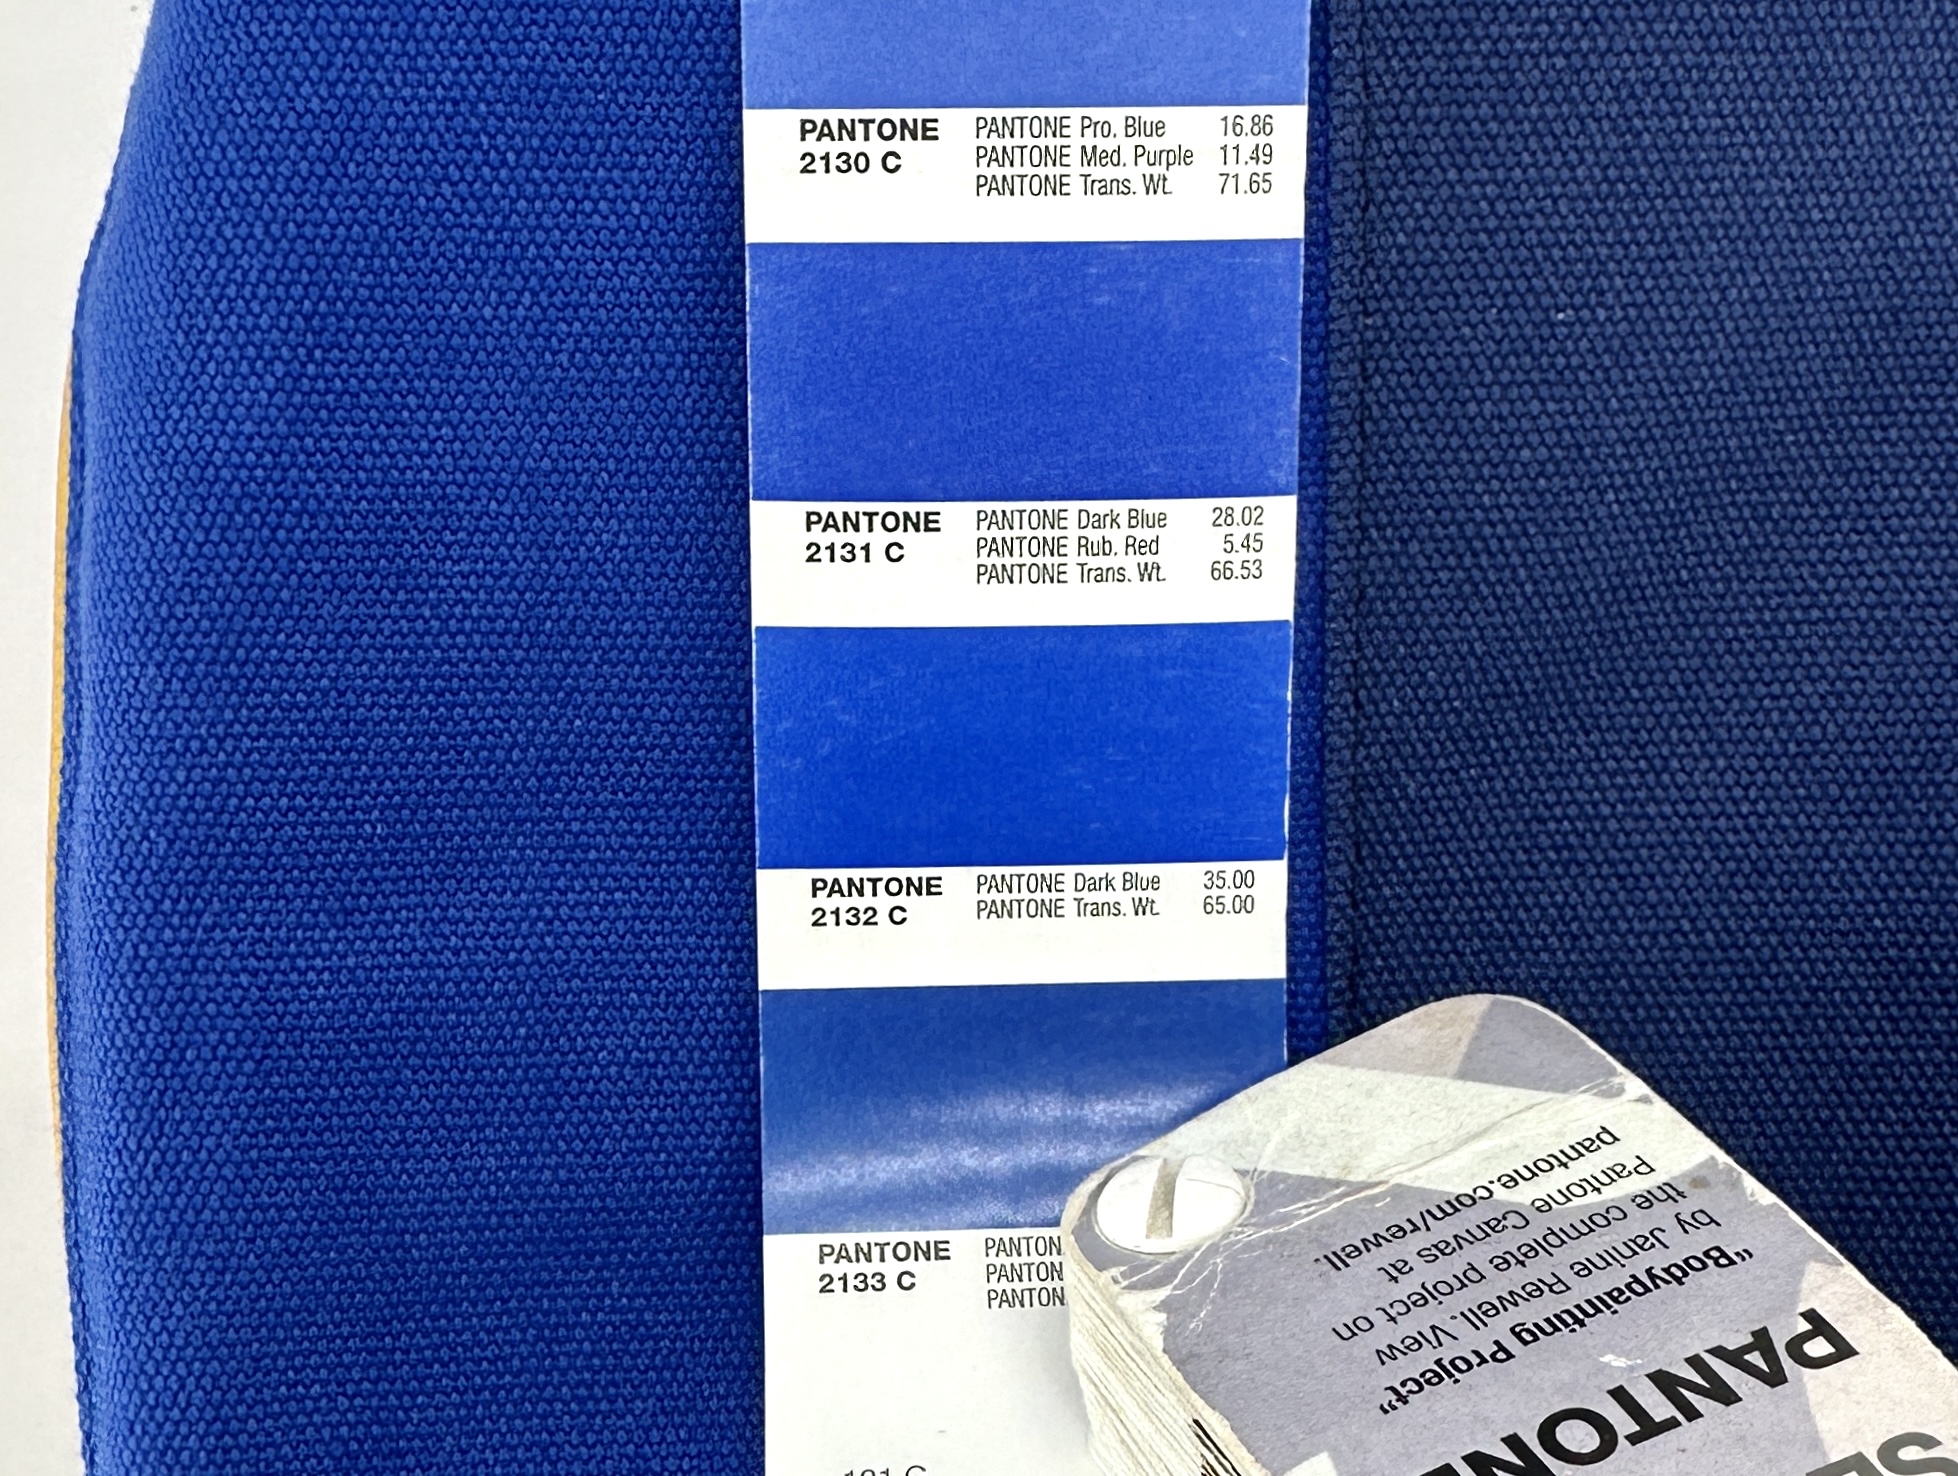 PANTONE
2130 C
PANTONE Pro. Blue 16.86
PANTONE Med. Purple 11.49
PANTONE Trans. Wt. 71.65
PANTONE
2131 C
PANTONE Dark Blue 28.02
PANTONE Rub. Red 5.45
PANTONE Trans. Wt. 66.53
PANTONE
2132 C
PANTONE Dark Blue 35.00
PANTONE Trans. Wt. 65.00
PANTONE
2133 C
PANTON
PANTON
PANTON
"Bodypainting Project"
by Janine Rewell. View
the complete project on
Pantone Canvas at
pantone.com/rewell.
PANTONE